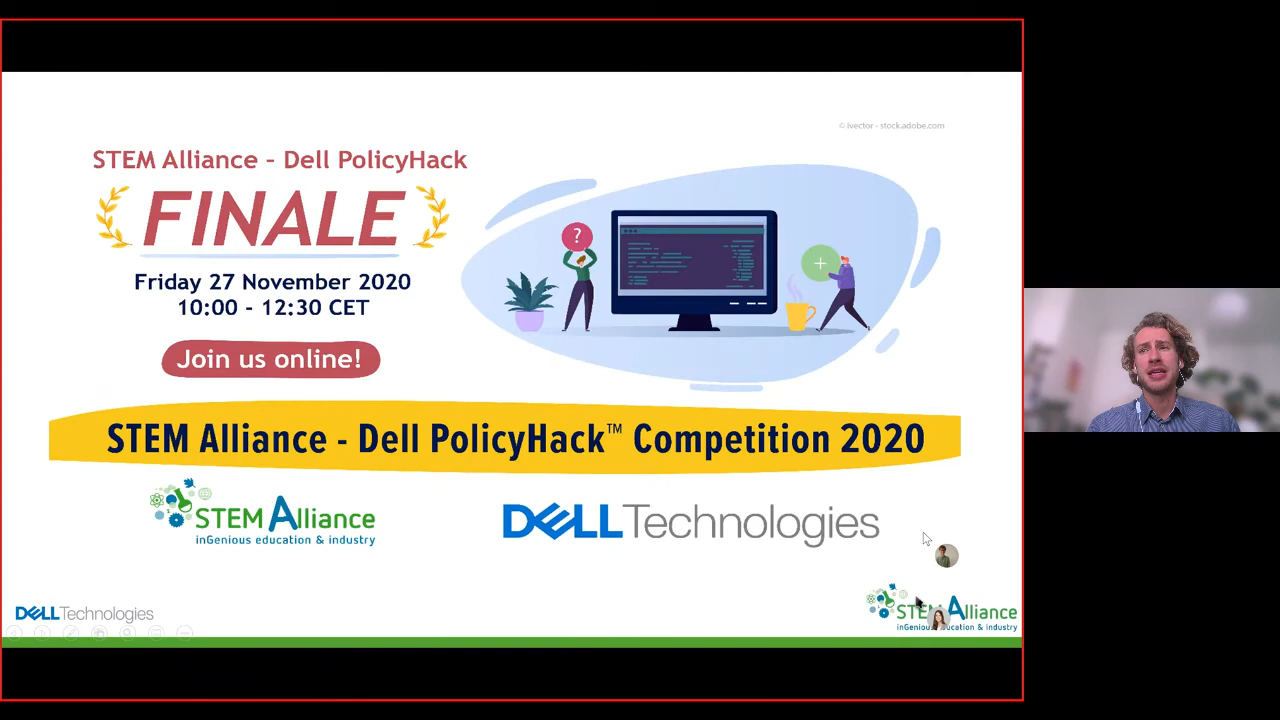 © ivector - stock.adobe.com
STEM Alliance - Dell PolicyHack
FINALE
Friday 27 November 2020
10:00 - 12:30 CET
Join us online!
?
+
STEM Alliance - Dell PolicyHack™ Competition 2020
STEM Alliance
inGenious education & industry
DELL Technologies
DELL Technologies
STEM Alliance
education & industry